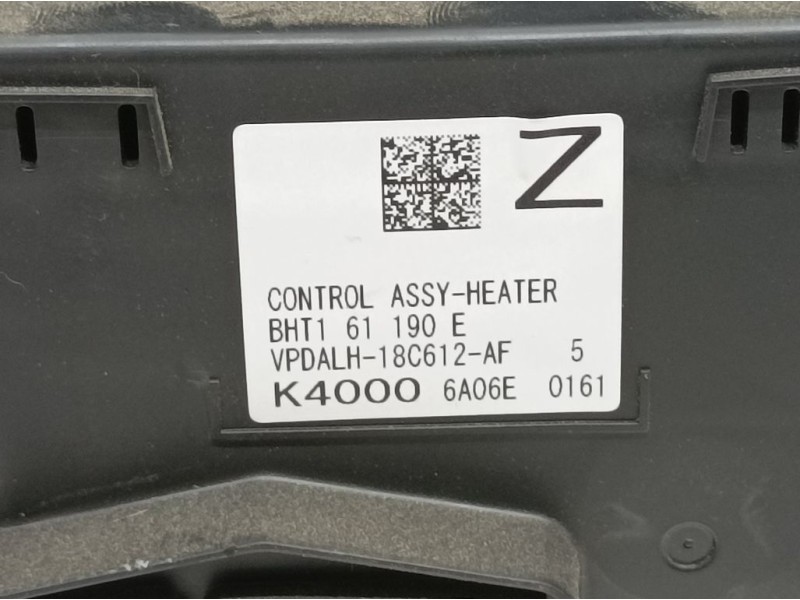 Z
CONTROL ASSY-HEATER
BHT1 61 190 E
VPDALH-18C612-AF 5
K4000 6A06E 0161